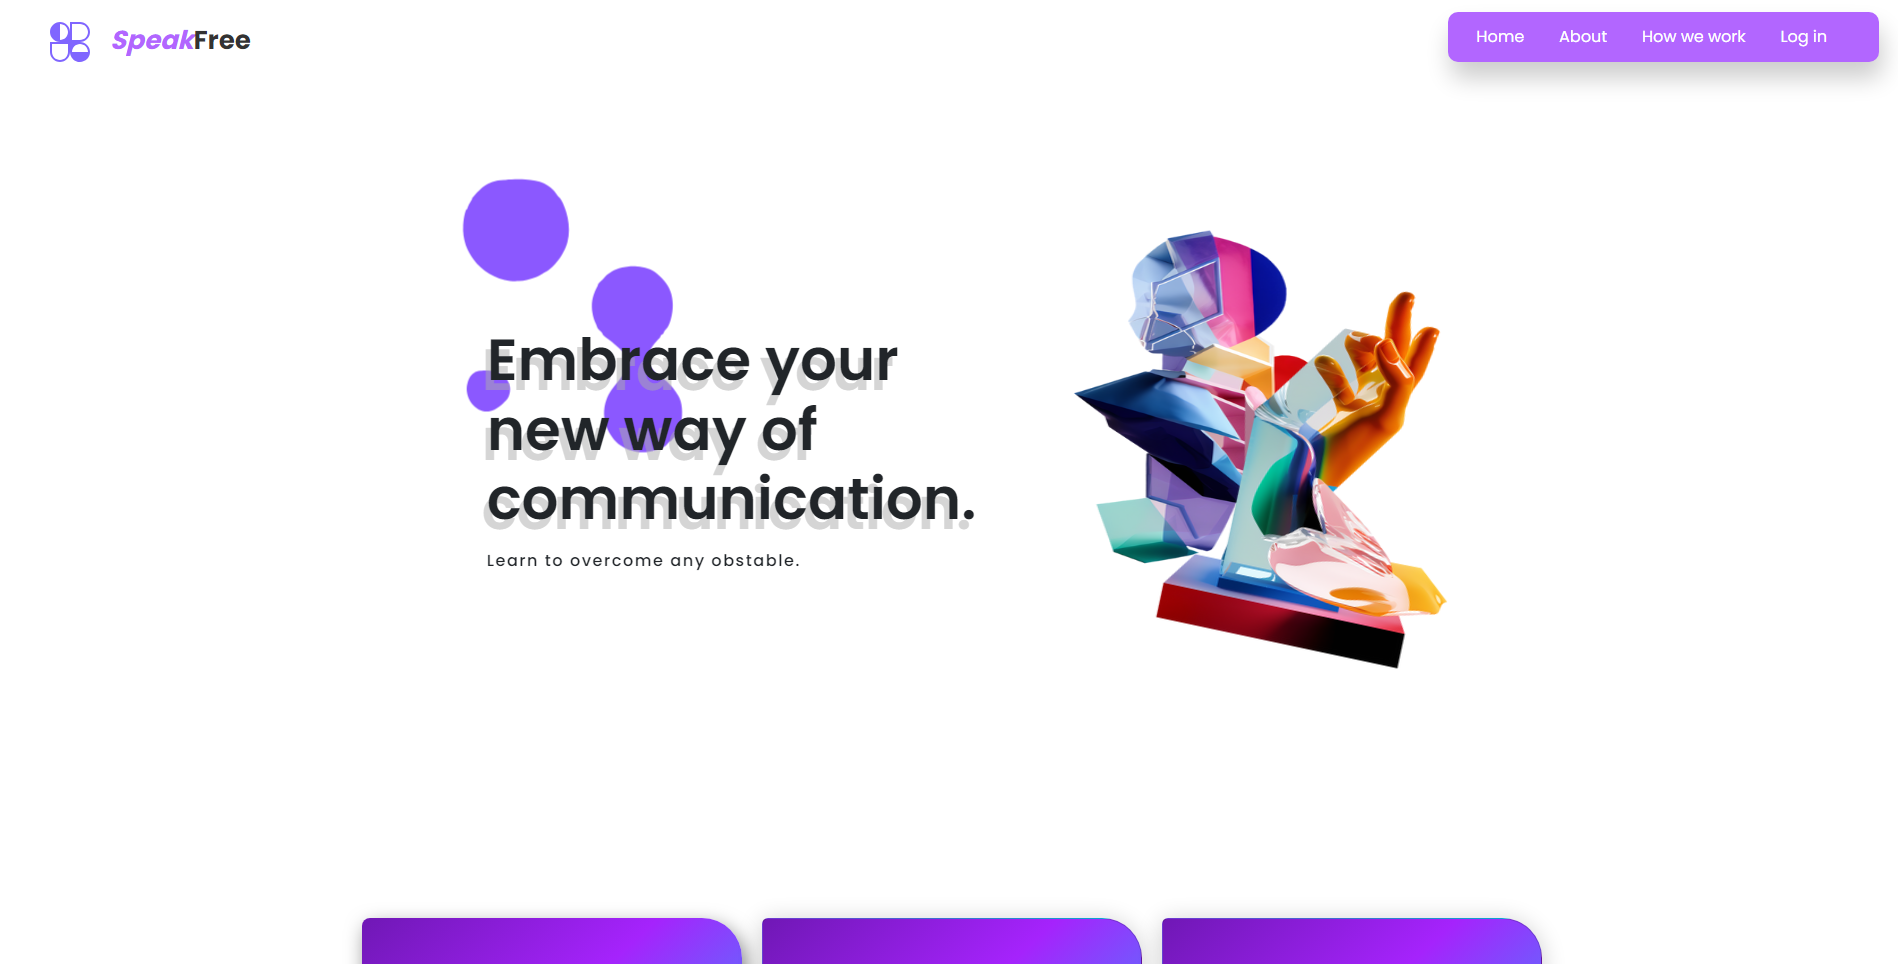 SpeakFree
Home About How we work Log in
Embrace your
new way of
communication.
Learn to overcome any obstable.